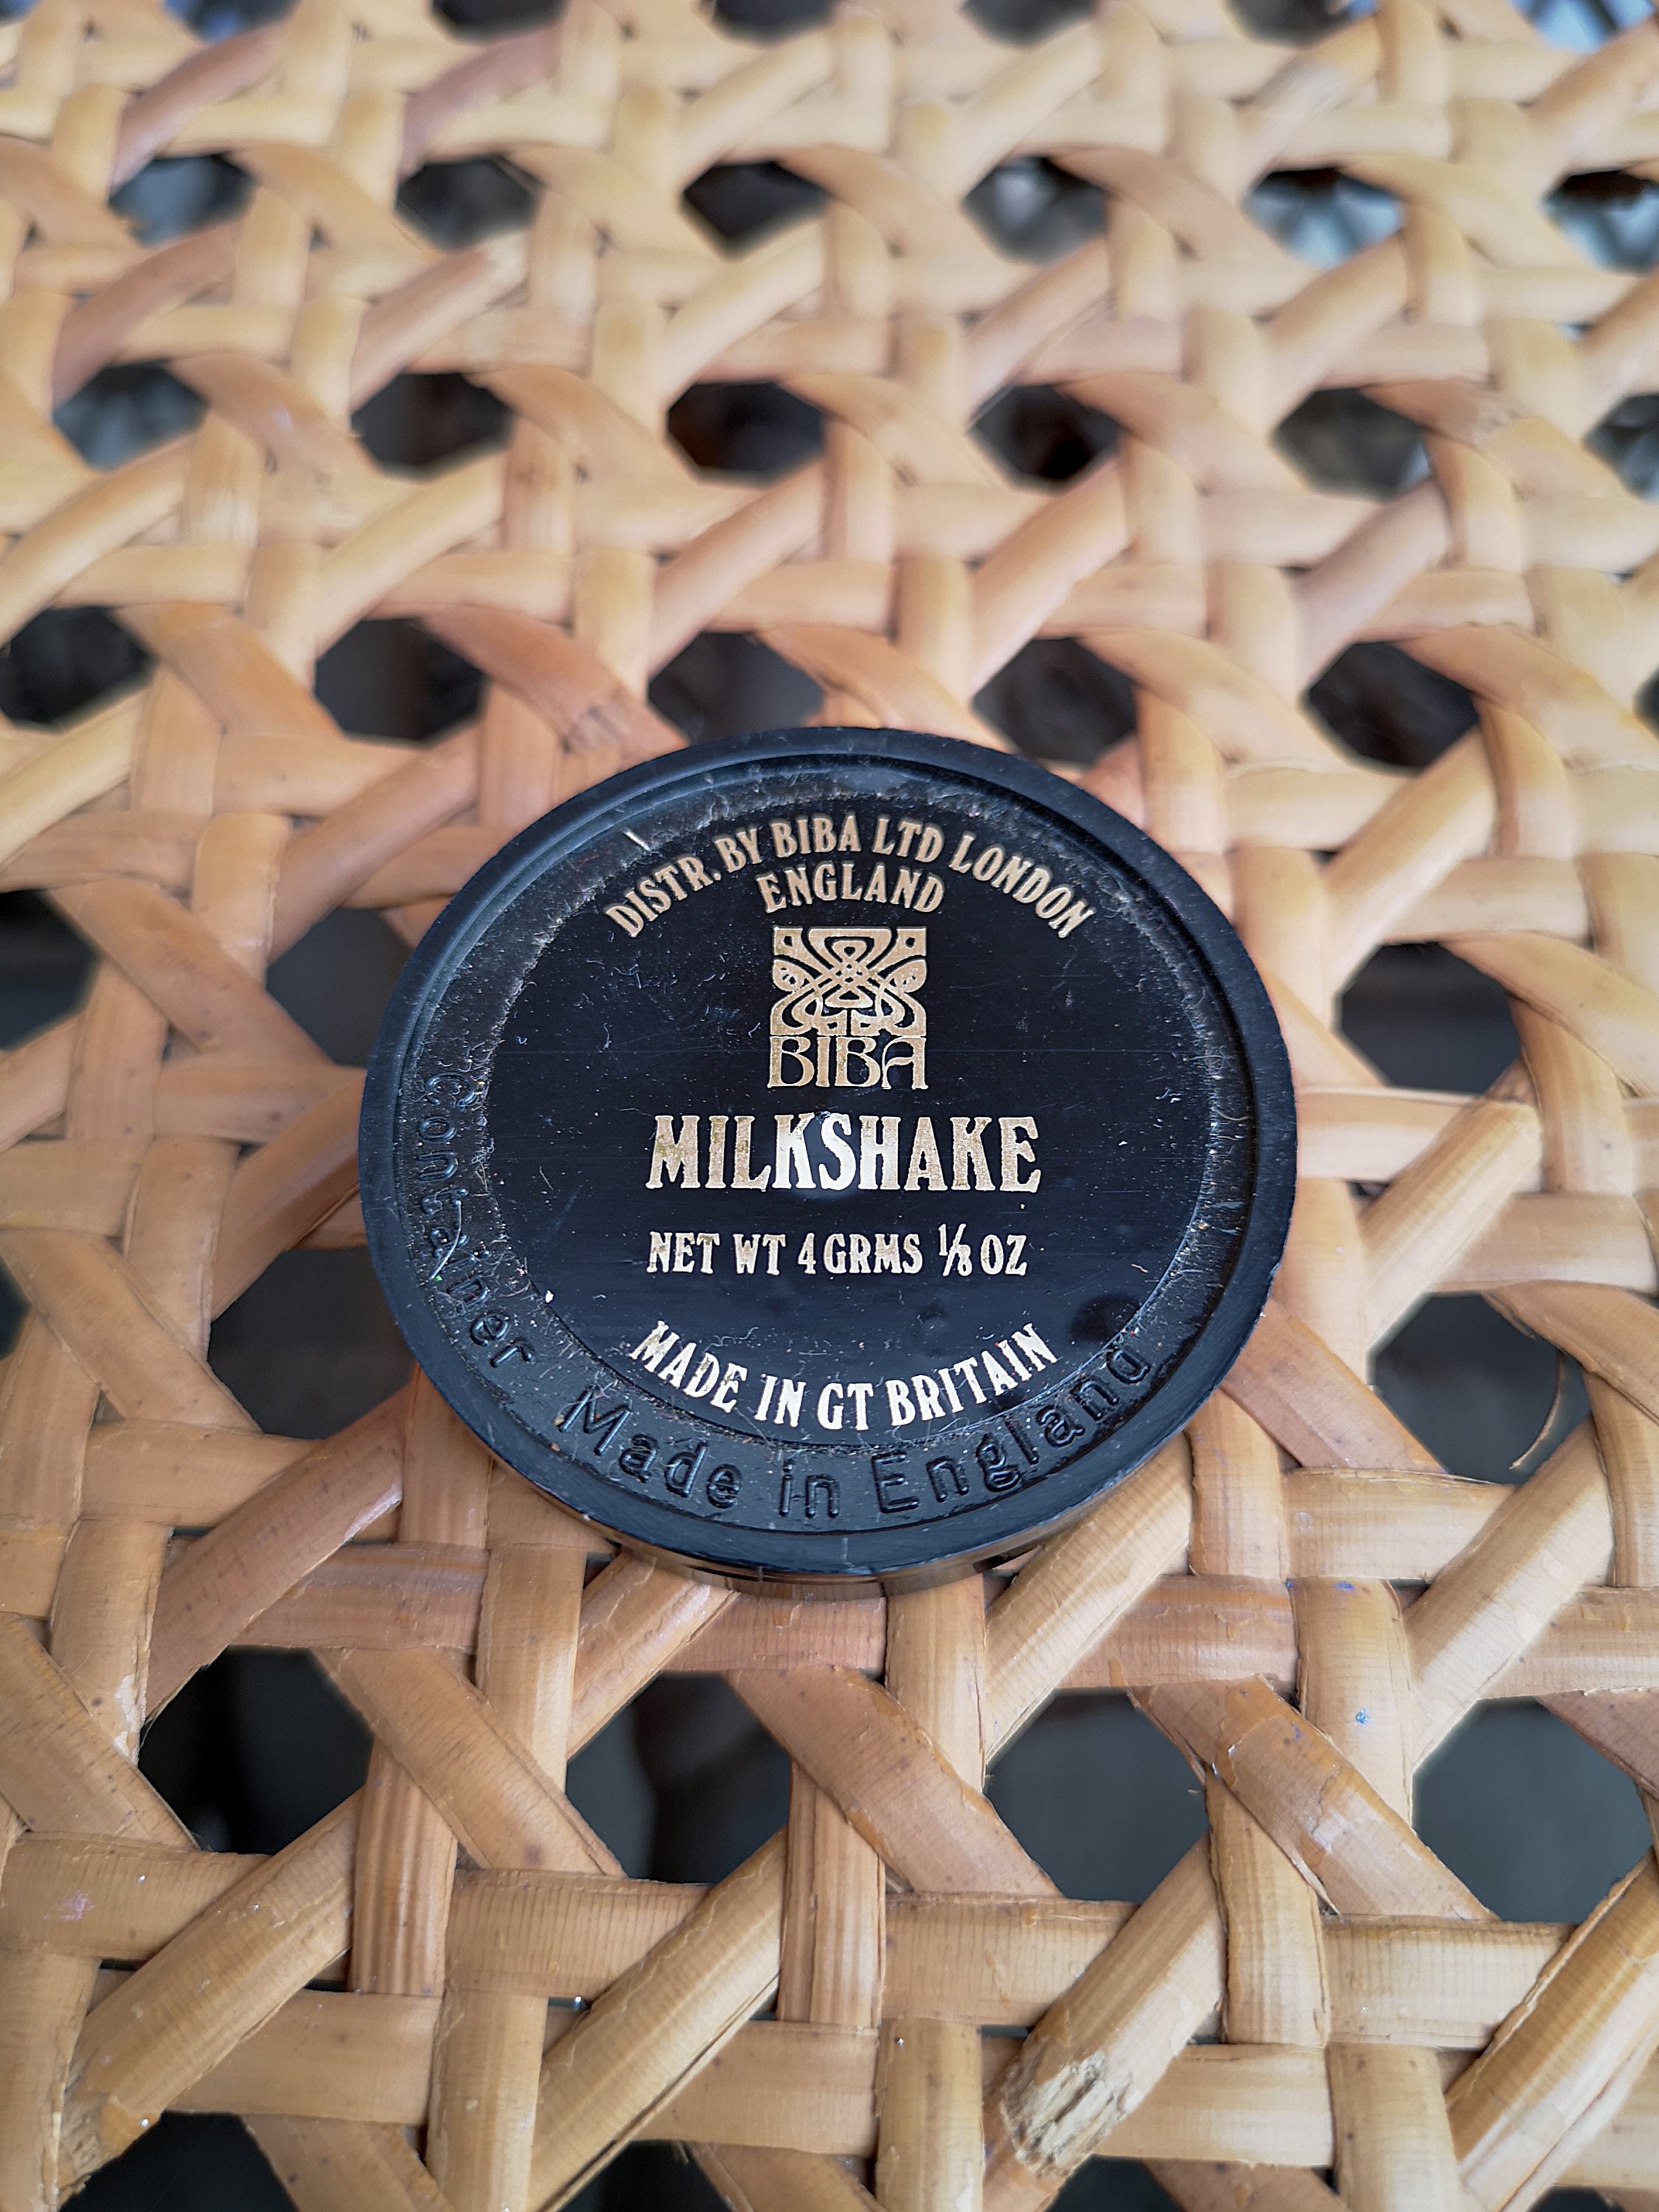 DISTR. BY BIBA LTD LONDON
ENGLAND
BIBA
MILKSHAKE
NET WT 4 GRMS ⅛ OZ
MADE IN GT BRITAIN
Container Made in England